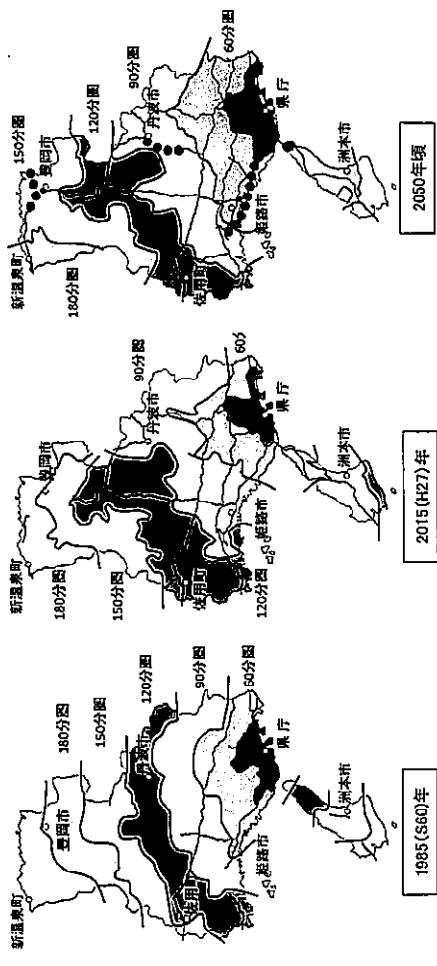 新温泉町
豊岡市
180分圏
150分圏
120分圏
丹波市
90分圏
60分圏
佐用町
姫路市
県庁
洲本市
1985(S60)年
新温泉町
豊岡市
180分圏
150分圏
90分圏
丹波市
60分
佐用町
姫路市
120分圏
県庁
洲本市
2015(H27)年
新温泉町
150分圏
豊岡市
120分圏
180分圏
90分圏
丹波市
60分圏
佐用町
姫路市
県庁
洲本市
2050年頃